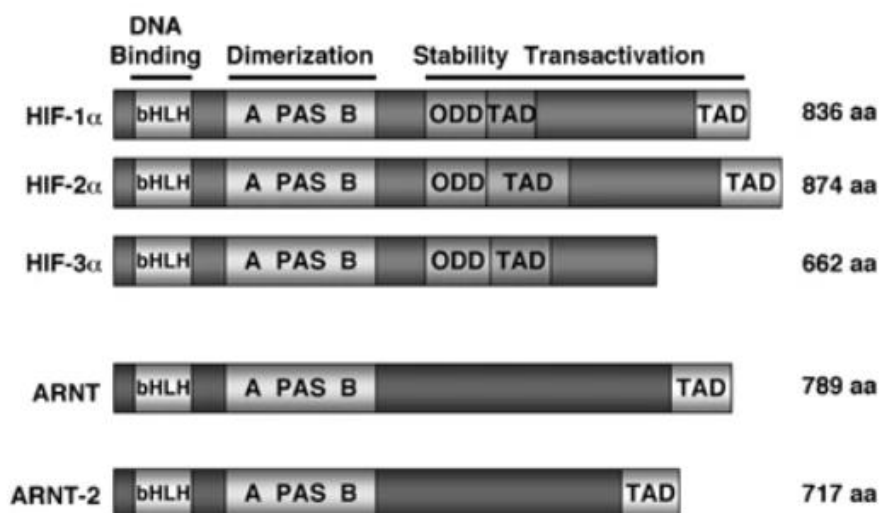 DNA
Binding Dimerization Stability Transactivation
HIF-1α bHLH A PAS B ODD TAD TAD 836 aa
HIF-2α bHLH A PAS B ODD TAD TAD 874 aa
HIF-3α bHLH A PAS B ODD TAD 662 aa
ARNT bHLH A PAS B TAD 789 aa
ARNT-2 bHLH A PAS B TAD 717 aa